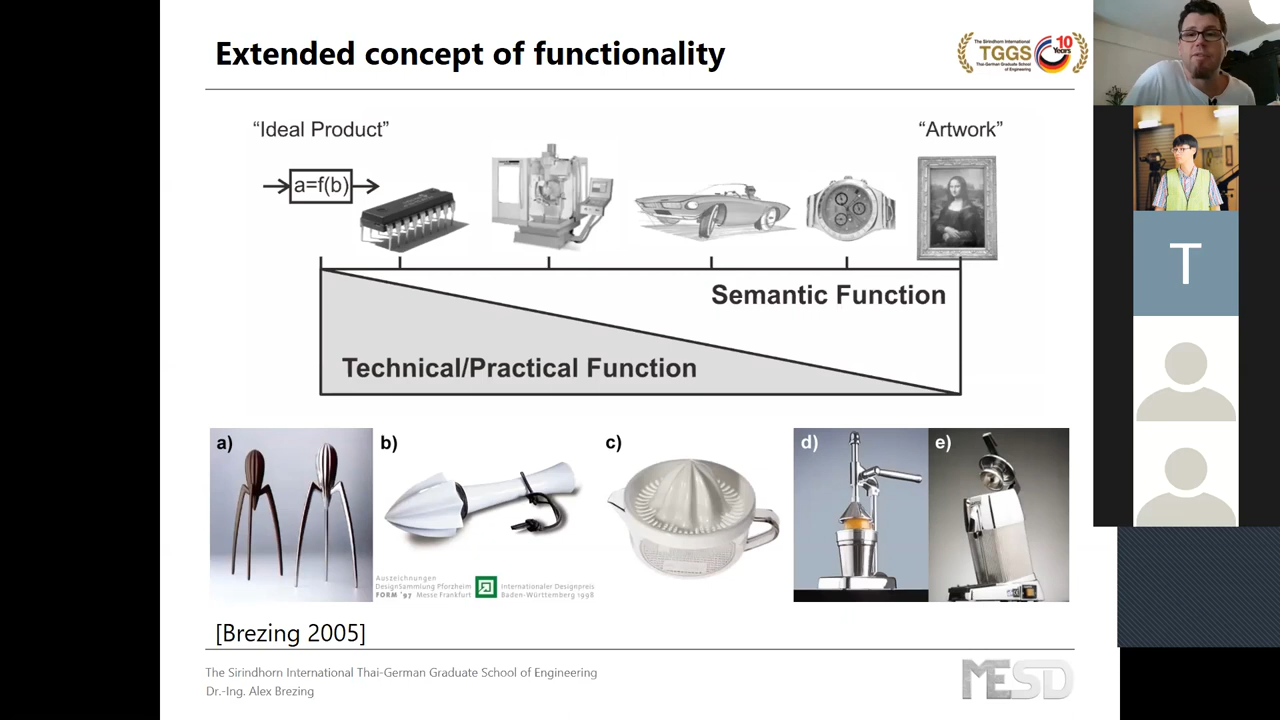 Extended concept of functionality
The Sirindhorn International
TGGS
Thai-German Graduate School
of Engineering
10
Years
“Ideal Product”
“Artwork”
a=f(b)
Semantic Function
Technical/Practical Function
a)
b)
c)
d)
e)
Auszeichnungen
DesignSammlung Pforzheim
FORM '97 Messe Frankfurt
Internationaler Designpreis
Baden-Württemberg 1998
[Brezing 2005]
The Sirindhorn International Thai-German Graduate School of Engineering
Dr.-Ing. Alex Brezing
MESD
T